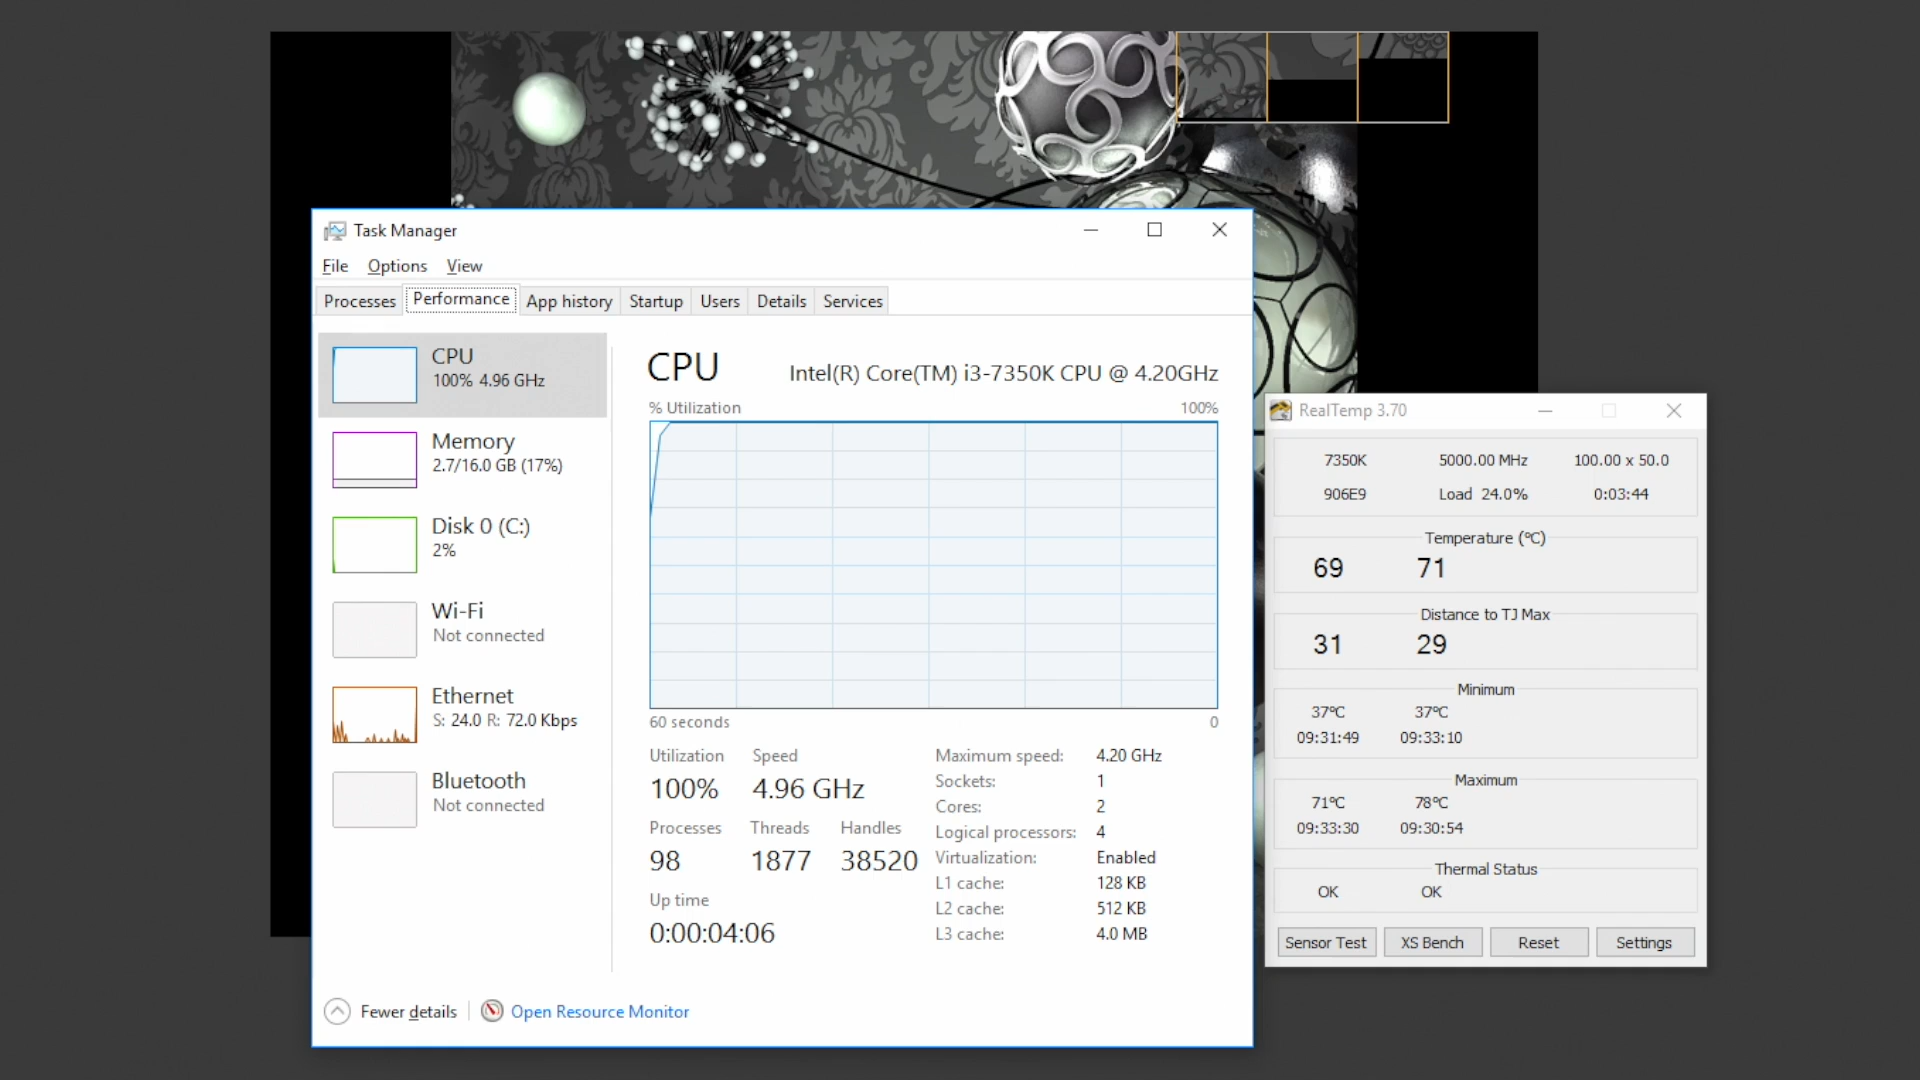 Task Manager
File Options View
Processes Performance App history Startup Users Details Services
CPU
100% 4.96 GHz
Memory
2.7/16.0 GB (17%)
Disk 0 (C:)
2%
Wi-Fi
Not connected
Ethernet
S: 24.0 R: 72.0 Kbps
Bluetooth
Not connected
CPU Intel(R) Core(TM) i3-7350K CPU @ 4.20GHz
% Utilization 100%
60 seconds 0
Utilization Speed
100% 4.96 GHz
Processes Threads Handles
98 1877 38520
Up time
0:00:04:06
Maximum speed: 4.20 GHz
Sockets: 1
Cores: 2
Logical processors: 4
Virtualization: Enabled
L1 cache: 128 KB
L2 cache: 512 KB
L3 cache: 4.0 MB
Fewer details Open Resource Monitor
RealTemp 3.70
7350K 5000.00 MHz 100.00 x 50.0
906E9 Load 24.0% 0:03:44
Temperature (°C)
69 71
Distance to TJ Max
31 29
Minimum
37°C 37°C
09:31:49 09:33:10
Maximum
71°C 78°C
09:33:30 09:30:54
Thermal Status
OK OK
Sensor Test XS Bench Reset Settings